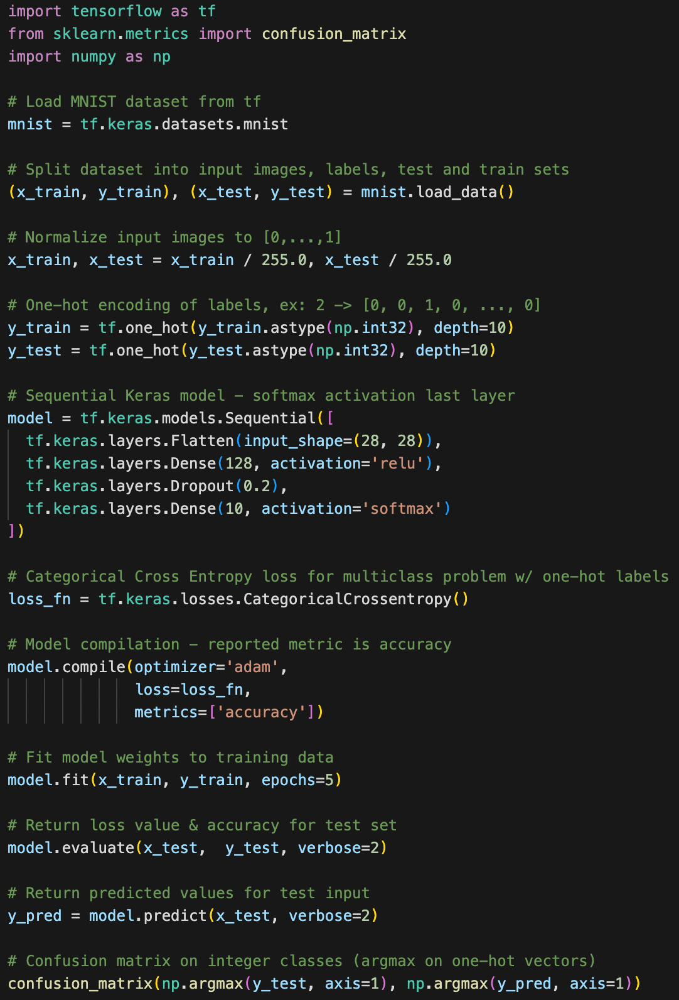 import tensorflow as tf
from sklearn.metrics import confusion_matrix
import numpy as np

# Load MNIST dataset from tf
mnist = tf.keras.datasets.mnist

# Split dataset into input images, labels, test and train sets
(x_train, y_train), (x_test, y_test) = mnist.load_data()

# Normalize input images to [0,...,1]
x_train, x_test = x_train / 255.0, x_test / 255.0

# One-hot encoding of labels, ex: 2 -> [0, 0, 1, 0, ..., 0]
y_train = tf.one_hot(y_train.astype(np.int32), depth=10)
y_test = tf.one_hot(y_test.astype(np.int32), depth=10)

# Sequential Keras model - softmax activation last layer
model = tf.keras.models.Sequential([
  tf.keras.layers.Flatten(input_shape=(28, 28)),
  tf.keras.layers.Dense(128, activation='relu'),
  tf.keras.layers.Dropout(0.2),
  tf.keras.layers.Dense(10, activation='softmax')
])

# Categorical Cross Entropy loss for multiclass problem w/ one-hot labels
loss_fn = tf.keras.losses.CategoricalCrossentropy()

# Model compilation - reported metric is accuracy
model.compile(optimizer='adam',
              loss=loss_fn,
              metrics=['accuracy'])

# Fit model weights to training data
model.fit(x_train, y_train, epochs=5)

# Return loss value & accuracy for test set
model.evaluate(x_test,  y_test, verbose=2)

# Return predicted values for test input
y_pred = model.predict(x_test, verbose=2)

# Confusion matrix on integer classes (argmax on one-hot vectors)
confusion_matrix(np.argmax(y_test, axis=1), np.argmax(y_pred, axis=1))